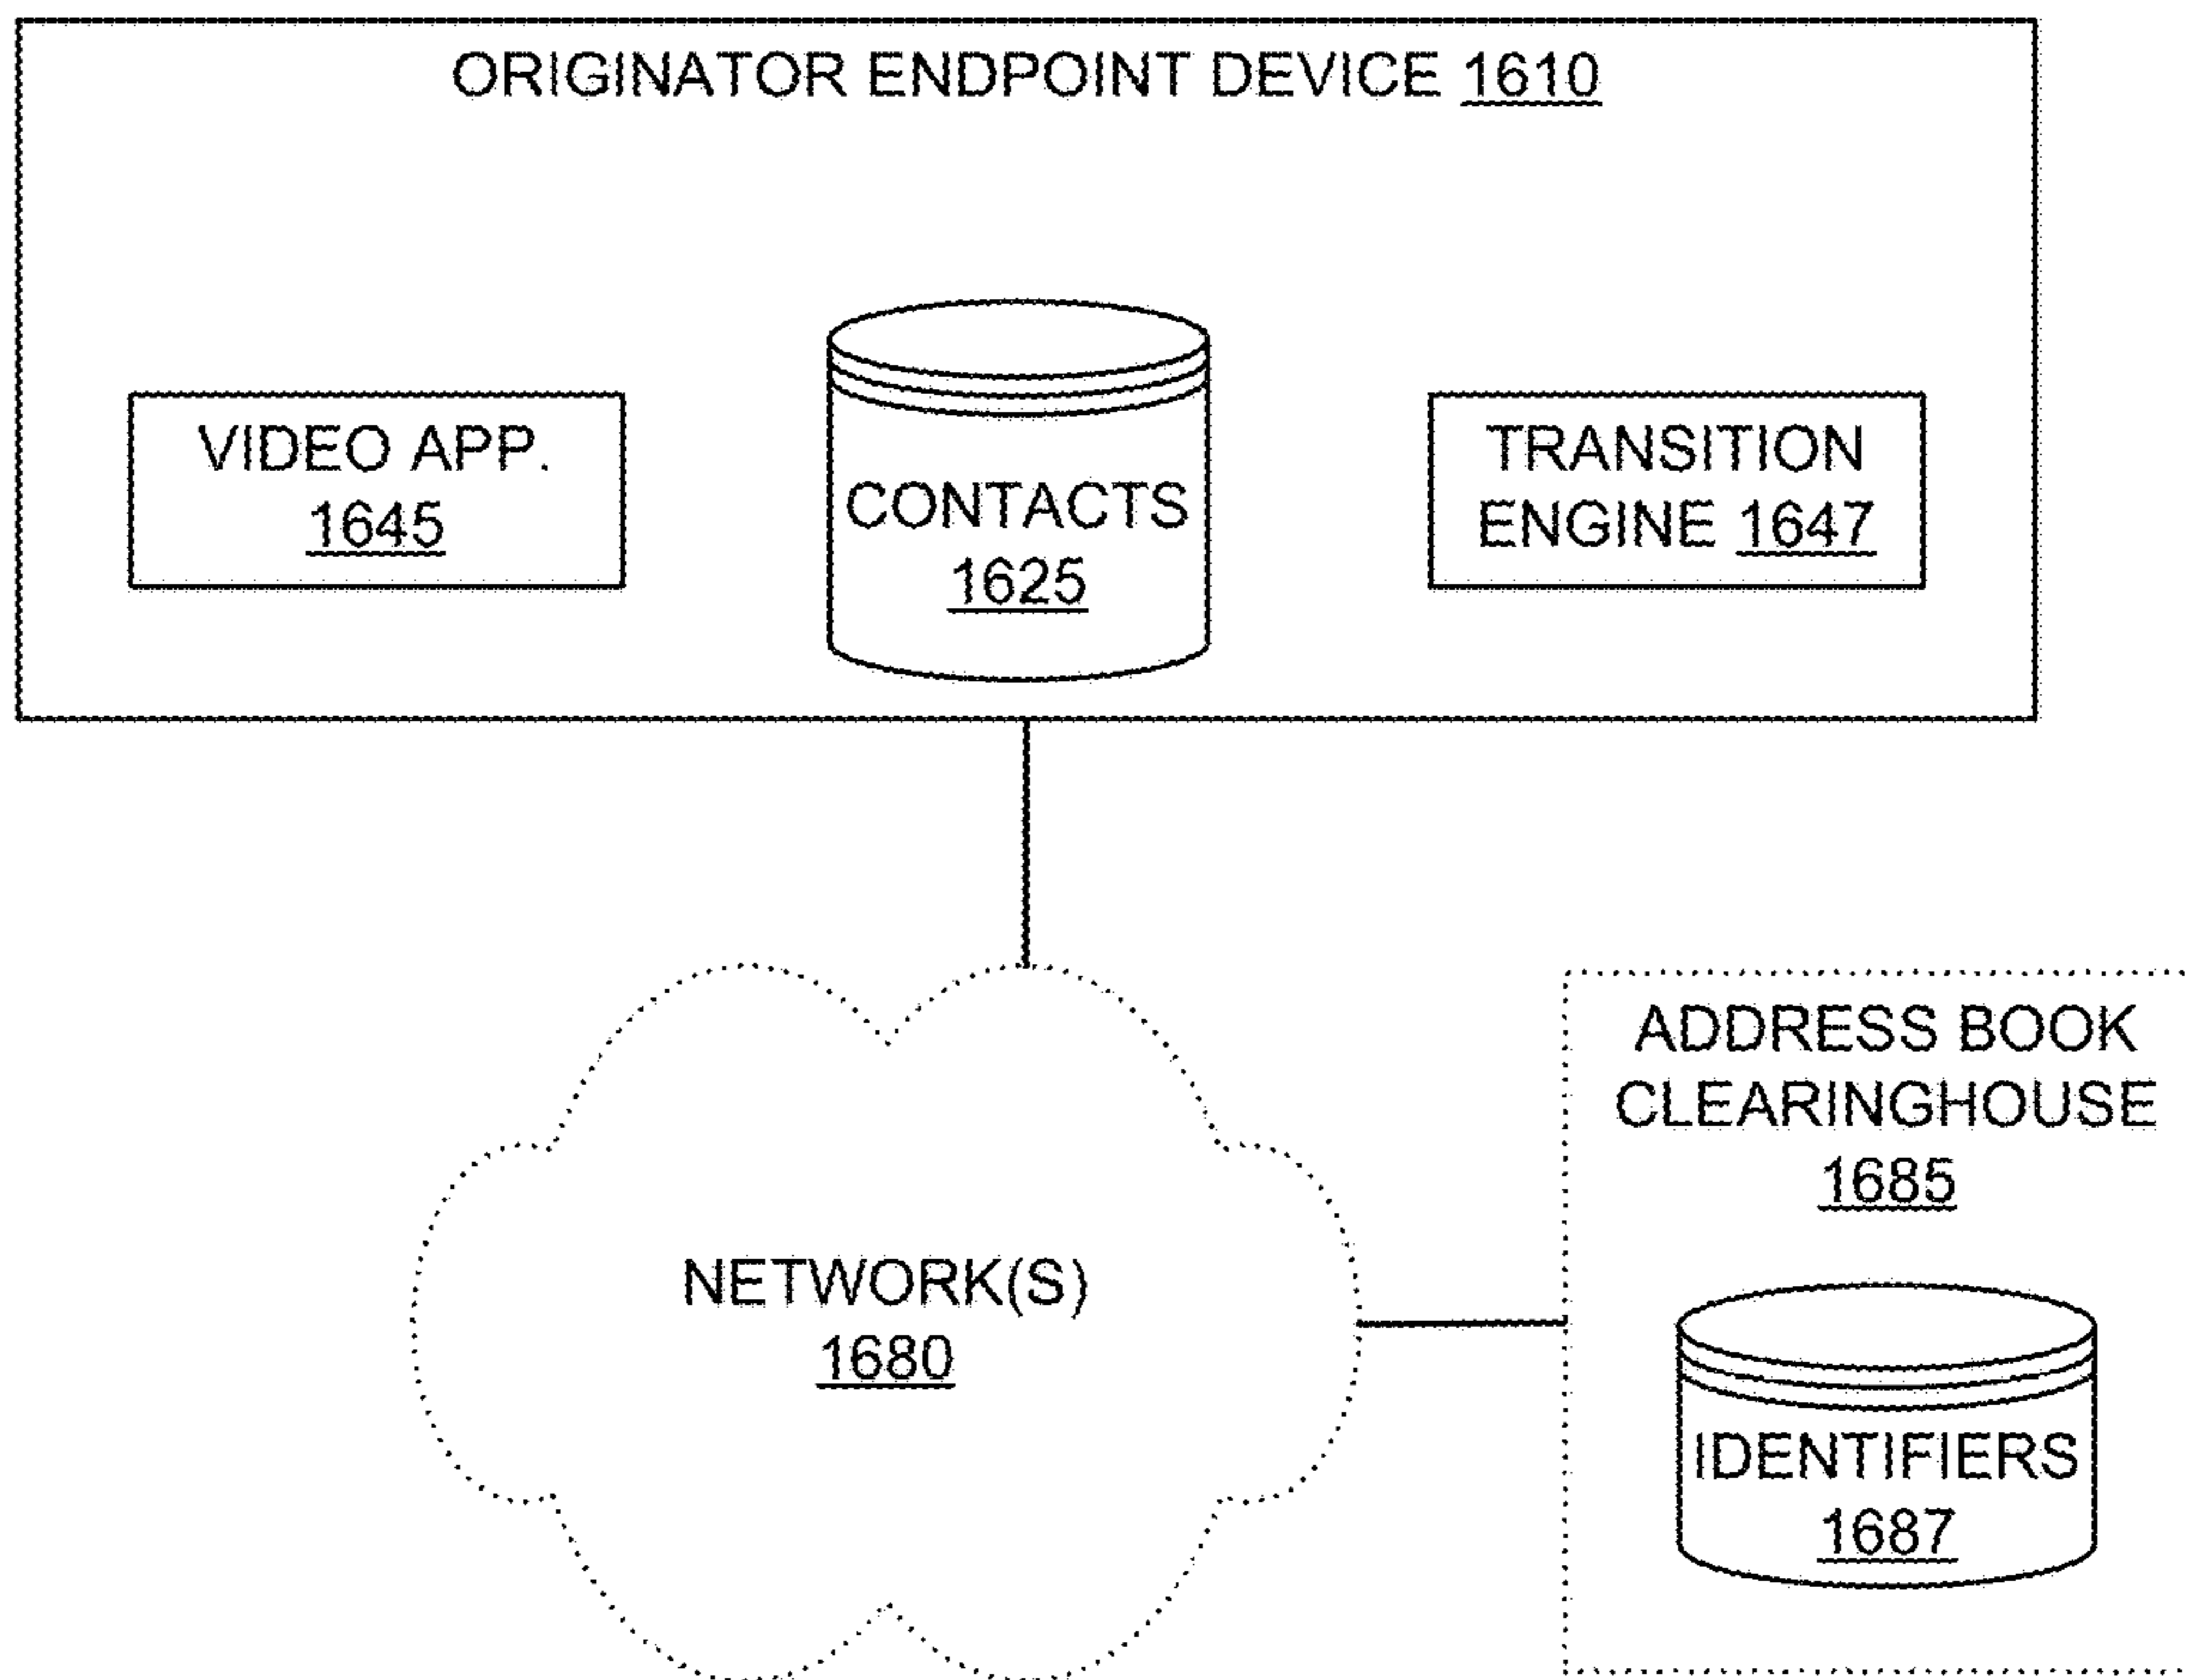 ORIGINATOR ENDPOINT DEVICE 1610
VIDEO APP.
1645
CONTACTS
1625
TRANSITION
ENGINE 1647
NETWORK(S)
1680
ADDRESS BOOK
CLEARINGHOUSE
1685
IDENTIFIERS
1687